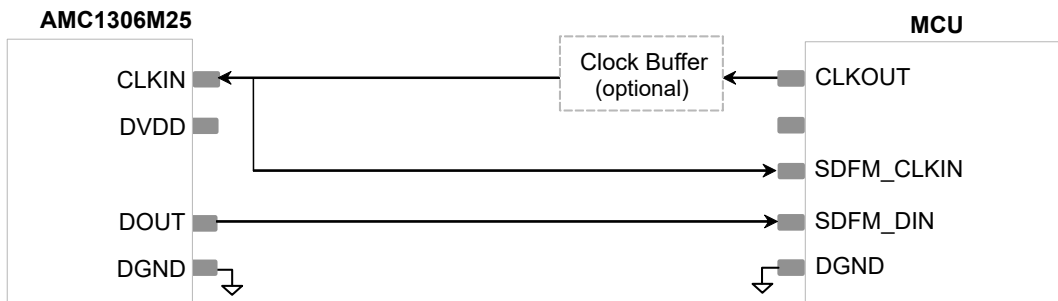 AMC1306M25
MCU
CLKIN
Clock Buffer
(optional)
CLKOUT
DVDD
SDFM_CLKIN
DOUT
SDFM_DIN
DGND
DGND